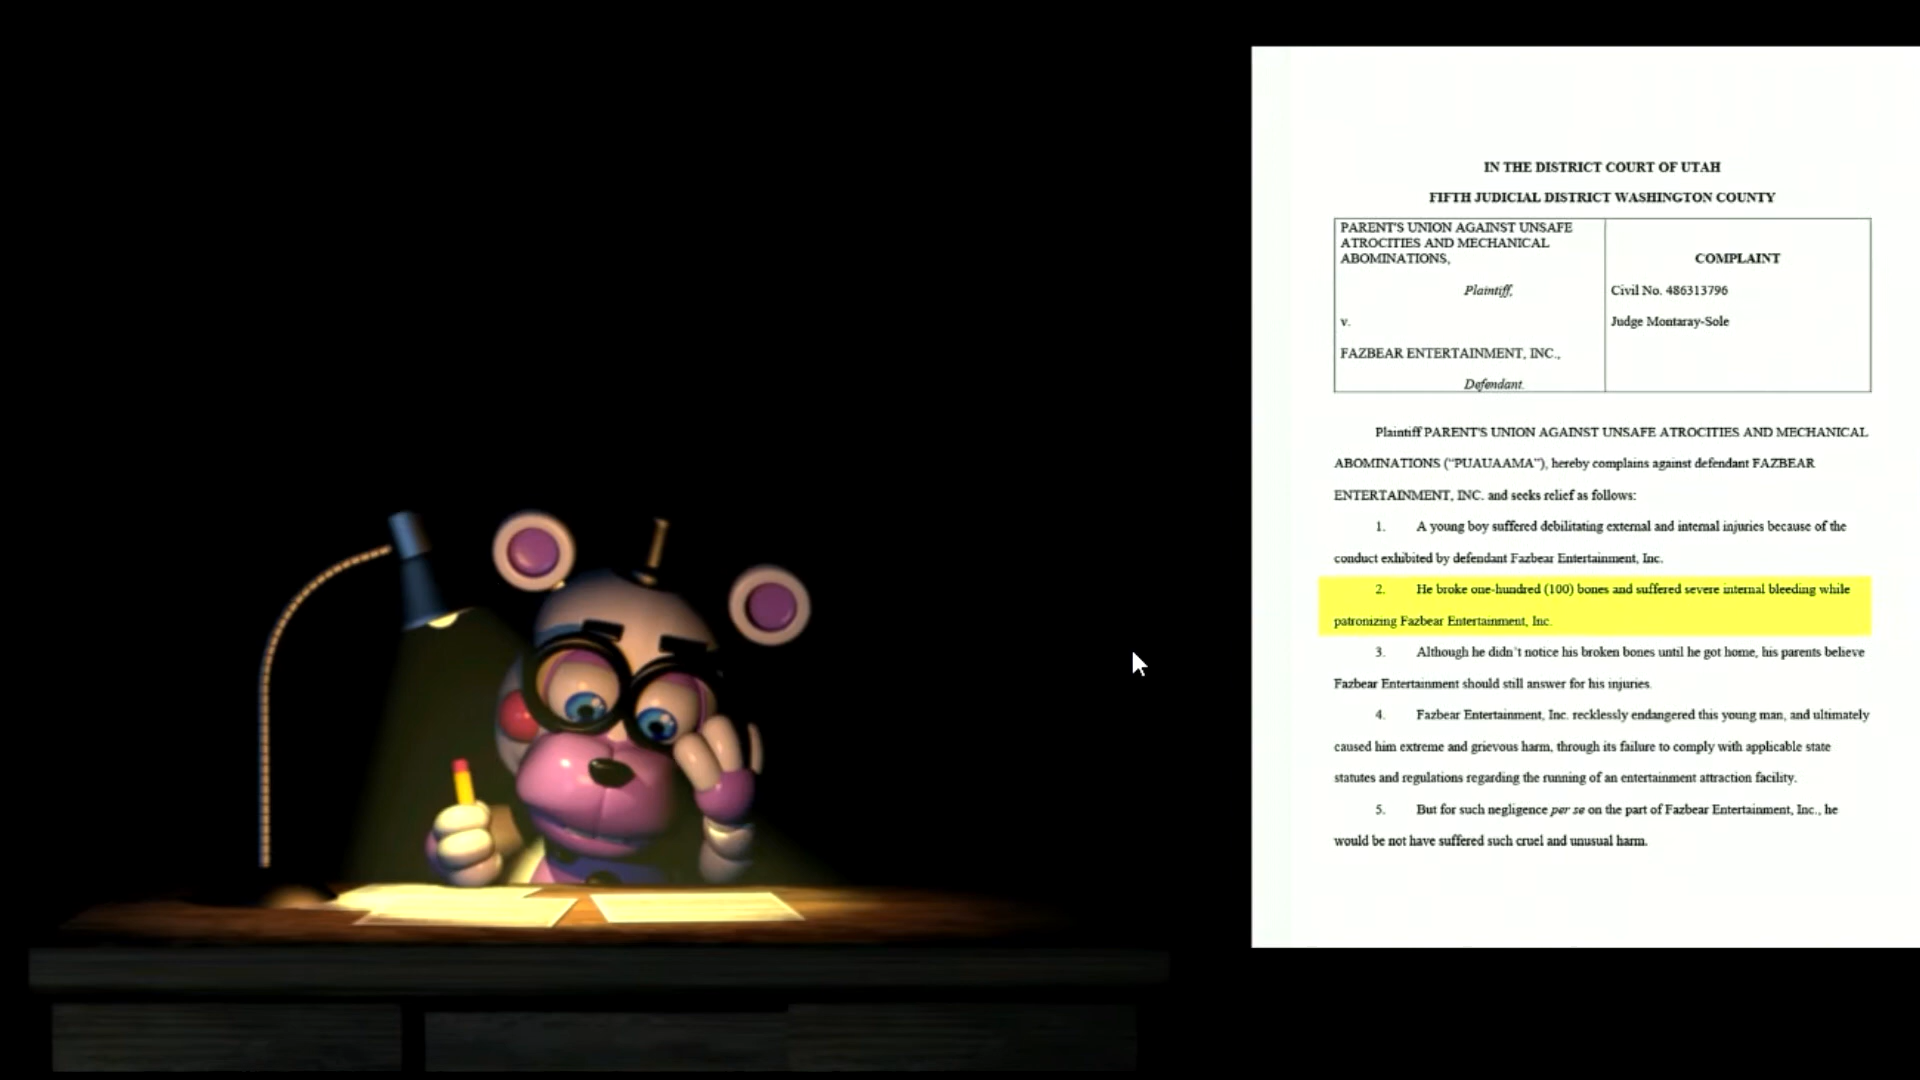 IN THE DISTRICT COURT OF UTAH
FIFTH JUDICIAL DISTRICT WASHINGTON COUNTY
PARENT'S UNION AGAINST UNSAFE
ATROCITIES AND MECHANICAL
ABOMINATIONS,
Plaintiff,
v.
FAZBEAR ENTERTAINMENT, INC.,
Defendant.
COMPLAINT
Civil No. 486313796
Judge Montaray-Sole
Plaintiff PARENT'S UNION AGAINST UNSAFE ATROCITIES AND MECHANICAL
ABOMINATIONS ("PUAUAAMA"), hereby complains against defendant FAZBEAR
ENTERTAINMENT, INC. and seeks relief as follows:
1. A young boy suffered debilitating external and internal injuries because of the
conduct exhibited by defendant Fazbear Entertainment, Inc.
2. He broke one-hundred (100) bones and suffered severe internal bleeding while
patronizing Fazbear Entertainment, Inc.
3. Although he didn't notice his broken bones until he got home, his parents believe
Fazbear Entertainment should still answer for his injuries.
4. Fazbear Entertainment, Inc. recklessly endangered this young man, and ultimately
caused him extreme and grievous harm, through its failure to comply with applicable state
statutes and regulations regarding the running of an entertainment attraction facility.
5. But for such negligence per se on the part of Fazbear Entertainment, Inc., he
would be not have suffered such cruel and unusual harm.